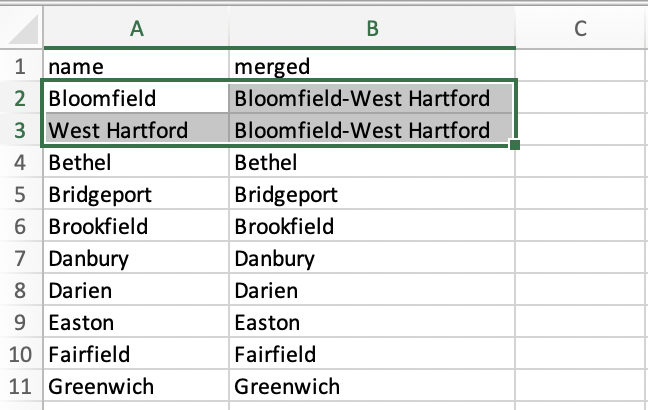 A B C
1 name merged
2 Bloomfield Bloomfield-West Hartford
3 West Hartford Bloomfield-West Hartford
4 Bethel Bethel
5 Bridgeport Bridgeport
6 Brookfield Brookfield
7 Danbury Danbury
8 Darien Darien
9 Easton Easton
10 Fairfield Fairfield
11 Greenwich Greenwich